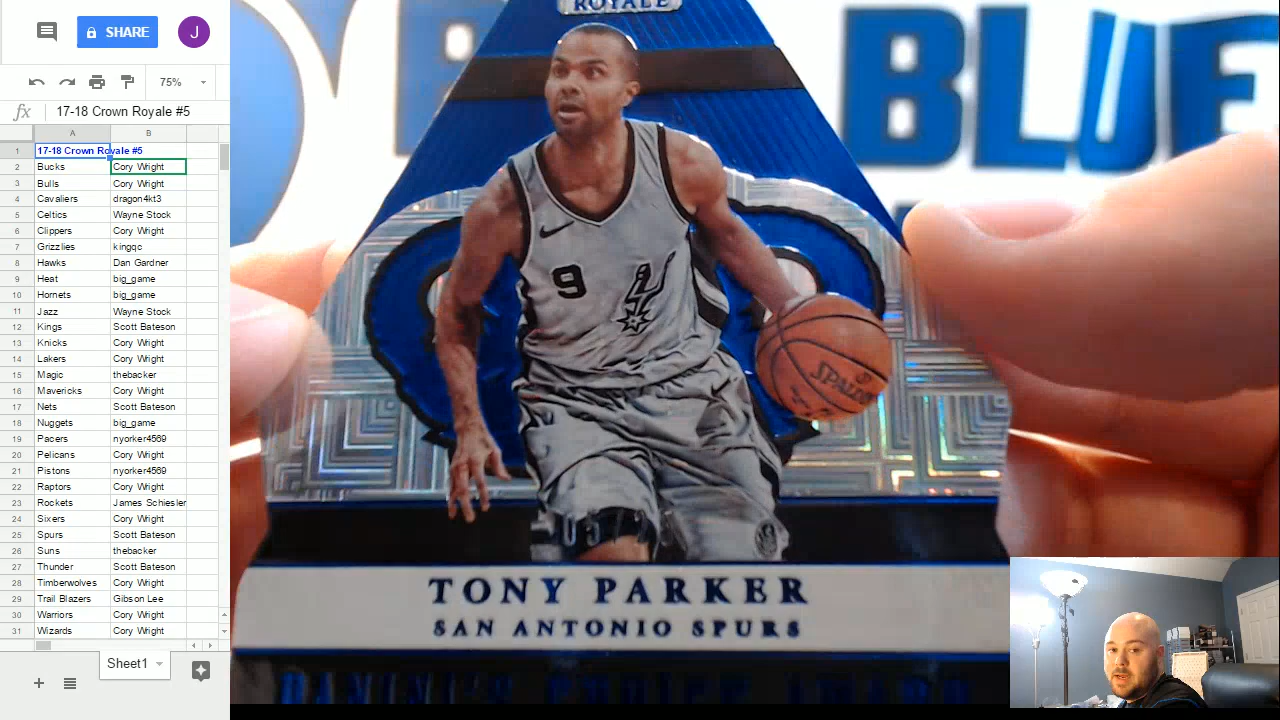 SHARE
J
75%
fx
17-18 Crown Royale #5
A B
1 17-18 Crown Royale #5
2 Bucks Cory Wright
3 Bulls Cory Wright
4 Cavaliers dragon4kt3
5 Celtics Wayne Stock
6 Clippers Cory Wright
7 Grizzlies kingqc
8 Hawks Dan Gardner
9 Heat big_game
10 Hornets big_game
11 Jazz Wayne Stock
12 Kings Scott Bateson
13 Knicks Cory Wright
14 Lakers Cory Wright
15 Magic thebacker
16 Mavericks Cory Wright
17 Nets Scott Bateson
18 Nuggets big_game
19 Pacers nyorker4569
20 Pelicans Cory Wright
21 Pistons nyorker4569
22 Raptors Cory Wright
23 Rockets James Schiesler
24 Sixers Cory Wright
25 Spurs Scott Bateson
26 Suns thebacker
27 Thunder Scott Bateson
28 Timberwolves Cory Wright
29 Trail Blazers Gibson Lee
30 Warriors Cory Wright
31 Wizards Cory Wright
Sheet1
ROYALE
BLUE
9
SPALDING
TONY PARKER
SAN ANTONIO SPURS